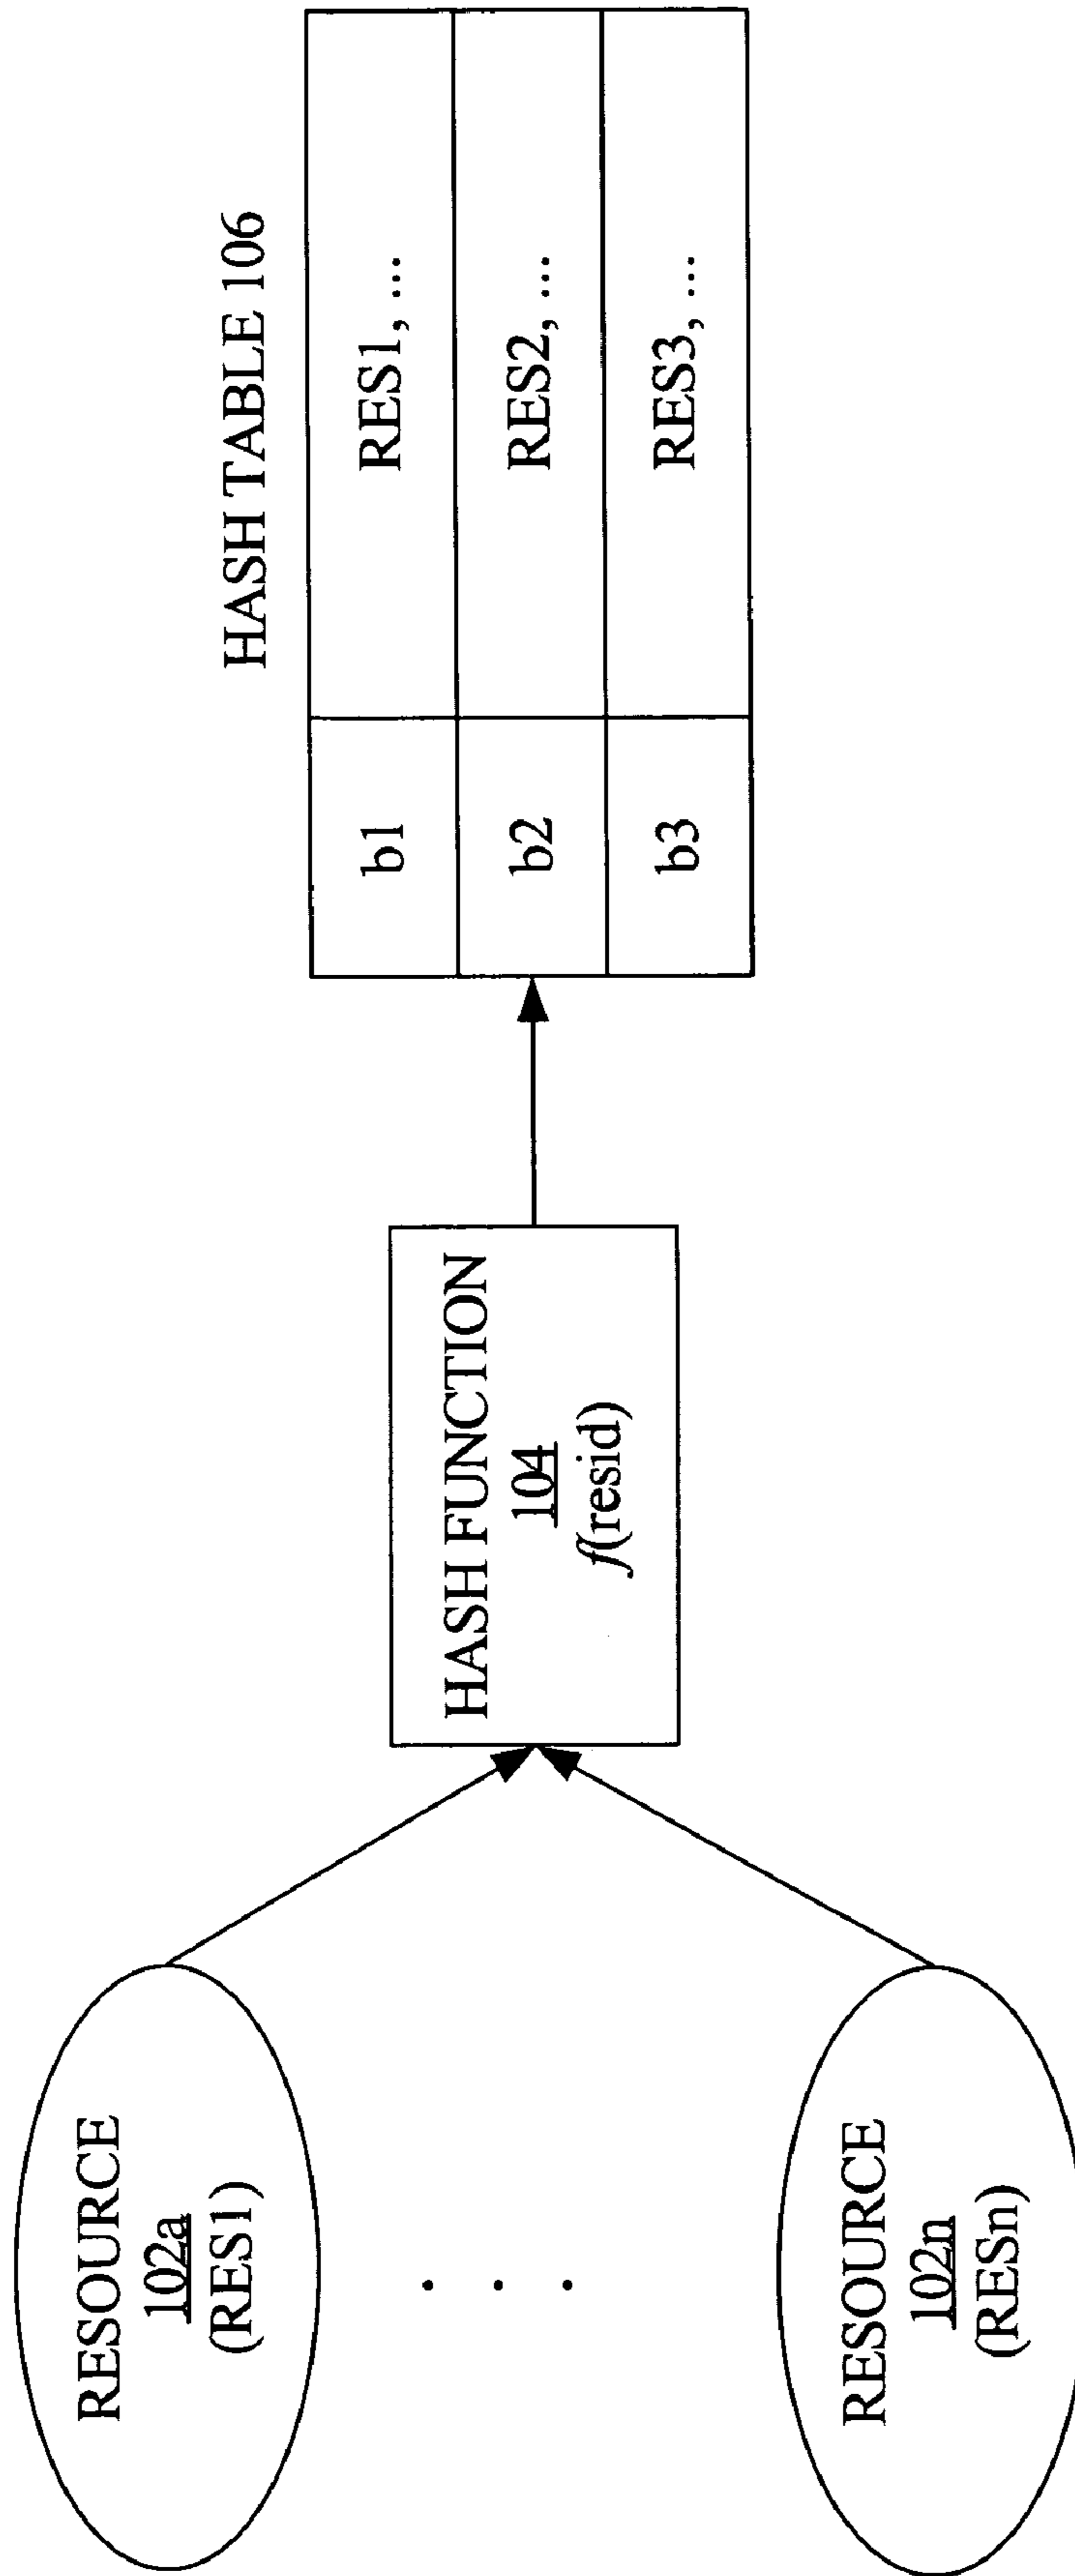 RESOURCE
102a
(RES1)
. . .
RESOURCE
102n
(RESn)
HASH FUNCTION
104
f(resid)
HASH TABLE 106
b1 RES1, ...
b2 RES2, ...
b3 RES3, ...